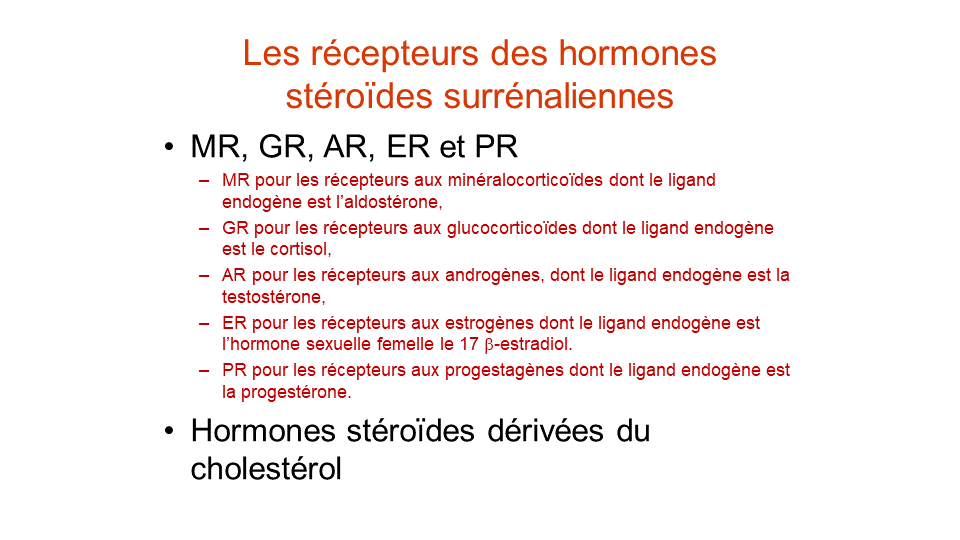 Les récepteurs des hormones
stéroïdes surrénaliennes
• MR, GR, AR, ER et PR
– MR pour les récepteurs aux minéralocorticoïdes dont le ligand
endogène est l’aldostérone,
– GR pour les récepteurs aux glucocorticoïdes dont le ligand endogène
est le cortisol,
– AR pour les récepteurs aux androgènes, dont le ligand endogène est la
testostérone,
– ER pour les récepteurs aux estrogènes dont le ligand endogène est
l’hormone sexuelle femelle le 17 β-estradiol.
– PR pour les récepteurs aux progestagènes dont le ligand endogène est
la progestérone.
• Hormones stéroïdes dérivées du
cholestérol